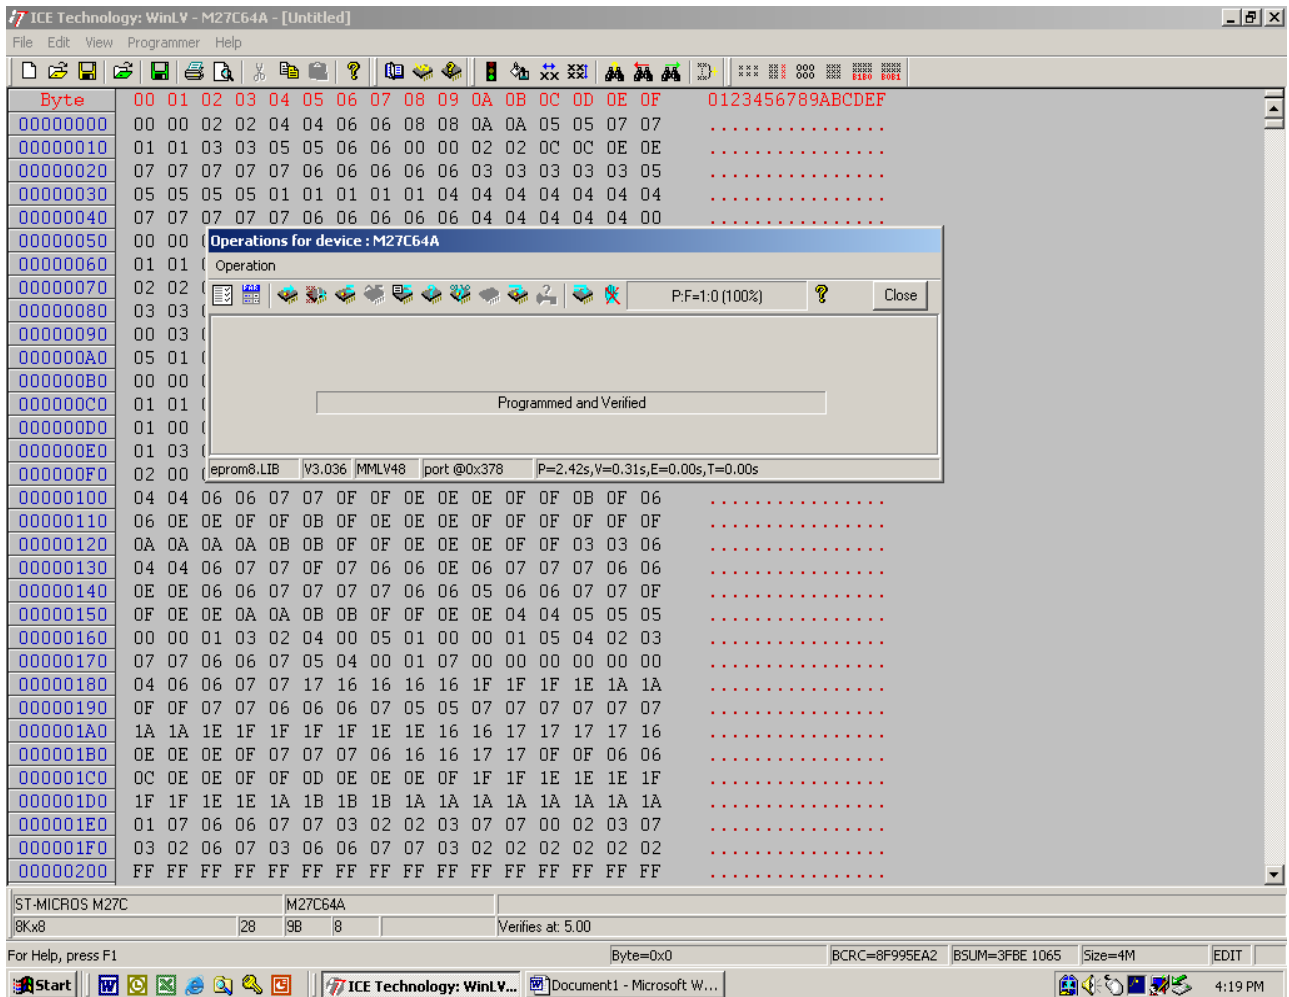 ICE Technology: WinLV - M27C64A - [Untitled]
File Edit View Programmer Help
Byte 00 01 02 03 04 05 06 07 08 09 0A 0B 0C 0D 0E 0F 0123456789ABCDEF
00000000 00 00 02 02 04 04 06 06 08 08 0A 0A 05 05 07 07 ................
00000010 01 01 03 03 05 05 06 06 00 00 02 02 0C 0C 0E 0E ................
00000020 07 07 07 07 07 06 06 06 06 06 03 03 03 03 03 05 ................
00000030 05 05 05 05 01 01 01 01 01 04 04 04 04 04 04 04 ................
00000040 07 07 07 07 07 06 06 06 06 06 04 04 04 04 04 00 ................
00000050 00 00
Operations for device : M27C64A
00000060 01 01
Operation
00000070 02 02
P:F=1:0 (100%) Close
00000080 03 03
00000090 00 03
000000A0 05 01
000000B0 00 00
000000C0 01 01
Programmed and Verified
000000D0 01 00
000000E0 01 03
000000F0 02 00
eprom8.LIB V3.036 MMLV48 port @0x378 P=2.42s,V=0.31s,E=0.00s,T=0.00s
00000100 04 04 06 06 07 07 0F 0F 0E 0E 0E 0F 0F 0B 0F 06 ................
00000110 06 0E 0E 0F 0F 0B 0F 0E 0E 0E 0F 0F 0F 0F 0F 0F ................
00000120 0A 0A 0A 0A 0B 0B 0F 0F 0E 0E 0E 0F 0F 03 03 06 ................
00000130 04 04 06 07 07 0F 07 06 06 0E 06 07 07 07 06 06 ................
00000140 0E 0E 06 06 07 07 07 07 06 06 05 06 06 07 07 0F ................
00000150 0F 0E 0E 0A 0A 0B 0B 0F 0F 0E 0E 04 04 05 05 05 ................
00000160 00 00 01 03 02 04 00 05 01 00 00 01 05 04 02 03 ................
00000170 07 07 06 06 07 05 04 00 01 07 00 00 00 00 00 00 ................
00000180 04 06 06 07 07 17 16 16 16 16 1F 1F 1F 1E 1A 1A ................
00000190 0F 0F 07 07 06 06 06 07 05 05 07 07 07 07 07 07 ................
000001A0 1A 1A 1E 1F 1F 1F 1F 1E 1E 16 16 17 17 17 17 16 ................
000001B0 0E 0E 0E 0F 07 07 07 06 16 16 17 17 0F 0F 06 06 ................
000001C0 0C 0E 0E 0F 0F 0D 0E 0E 0E 0F 1F 1F 1E 1E 1E 1F ................
000001D0 1F 1F 1E 1E 1A 1B 1B 1B 1A 1A 1A 1A 1A 1A 1A 1A ................
000001E0 01 07 06 06 07 07 03 02 02 03 07 07 00 02 03 07 ................
000001F0 03 02 06 07 03 06 06 07 07 03 02 02 02 02 02 02 ................
00000200 FF FF FF FF FF FF FF FF FF FF FF FF FF FF FF FF ................
ST-MICROS M27C M27C64A
8Kx8 28 9B 8 Verifies at: 5.00
For Help, press F1 Byte=0x0 BCRC=8F995EA2 BSUM=3FBE 1065 Size=4M EDIT
Start ICE Technology: WinLV... Document1 - Microsoft W... 4:19 PM